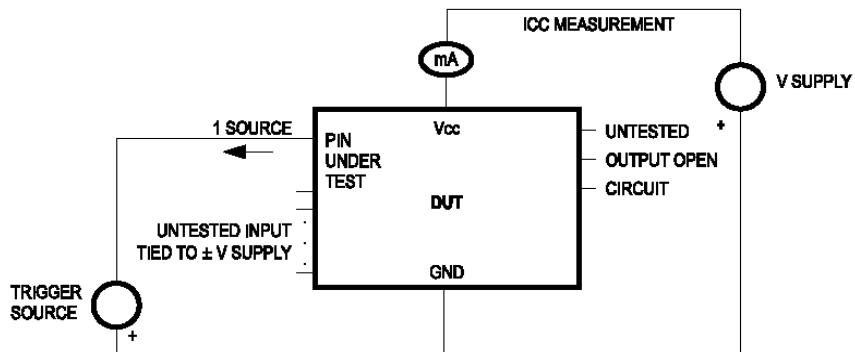 ICC MEASUREMENT
mA
V SUPPLY
+
1 SOURCE
Vcc
PIN
UNDER
TEST
UNTESTED
OUTPUT OPEN
CIRCUIT
DUT
UNTESTED INPUT
TIED TO ± V SUPPLY
GND
TRIGGER
SOURCE
+